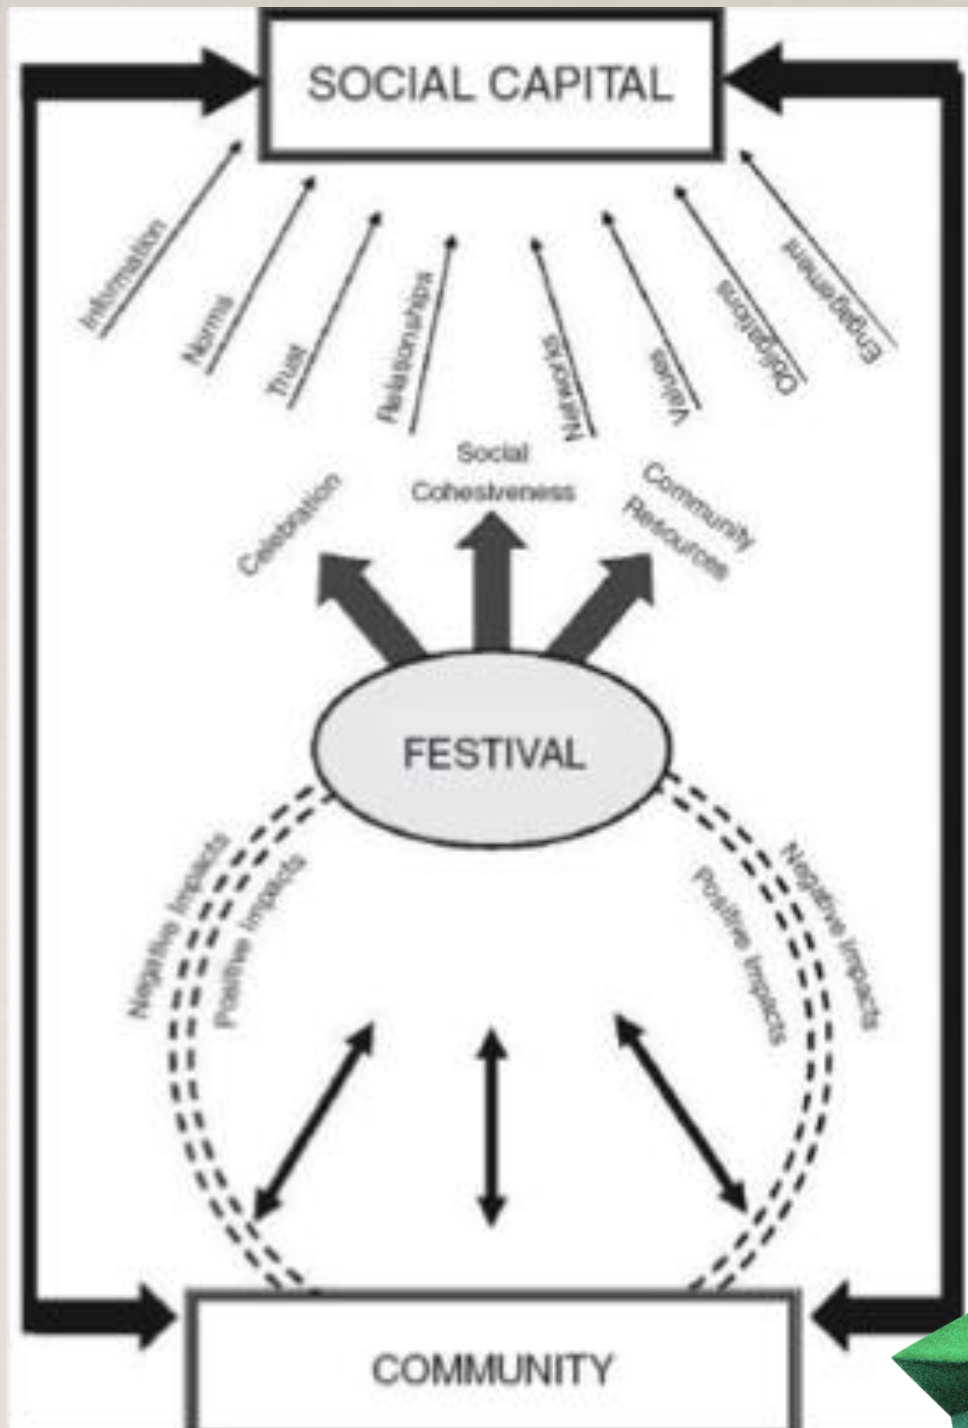 SOCIAL CAPITAL
Information
Norms
Trust
Relationships
Networks
Values
Obligations
Engagement
Celebration
Social
Cohesiveness
Community
Resources
FESTIVAL
Negative Impacts
Positive Impacts
Positive Impacts
Negative Impacts
COMMUNITY